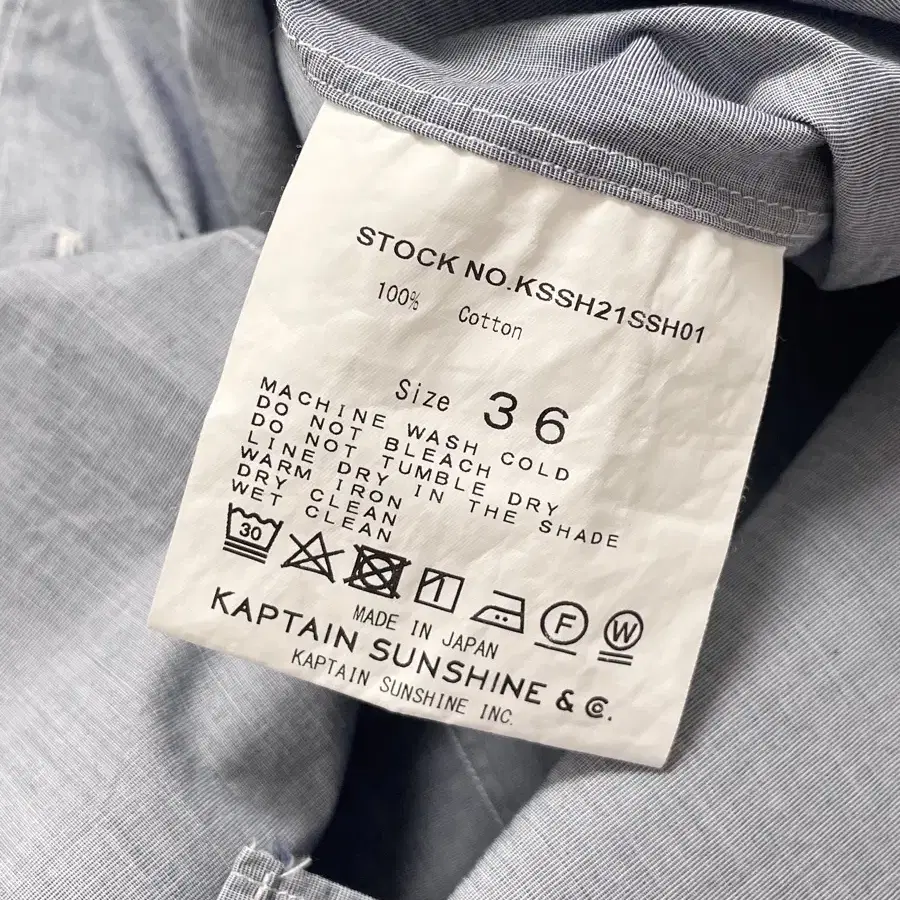 STOCK NO.KSSH21SSH01
100% Cotton
Size 36
MACHINE WASH COLD
DO NOT BLEACH
DO NOT TUMBLE DRY
LINE DRY IN THE SHADE
WARM IRON
DRY CLEAN
WET CLEAN
30 F W
MADE IN JAPAN
KAPTAIN SUNSHINE & Co.
KAPTAIN SUNSHINE INC.